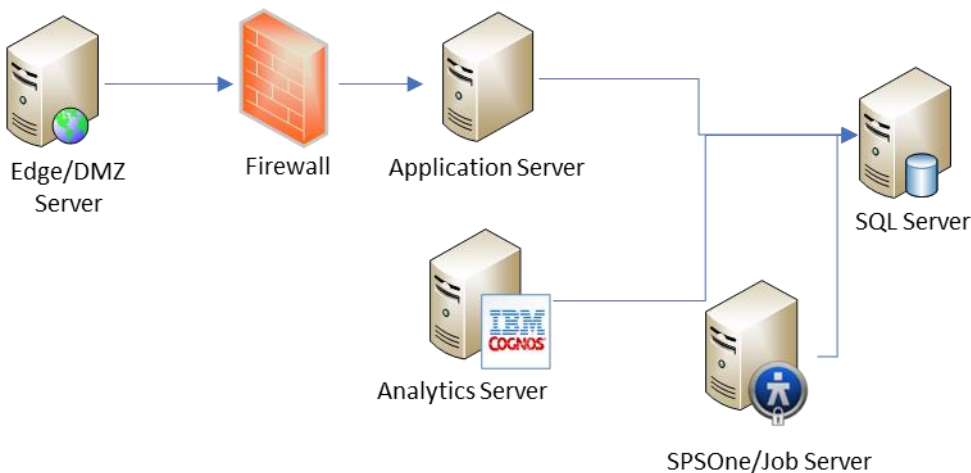 Edge/DMZ
Server
Firewall
Application Server
SQL Server
IBM
COGNOS
Analytics Server
SPSOne/Job Server